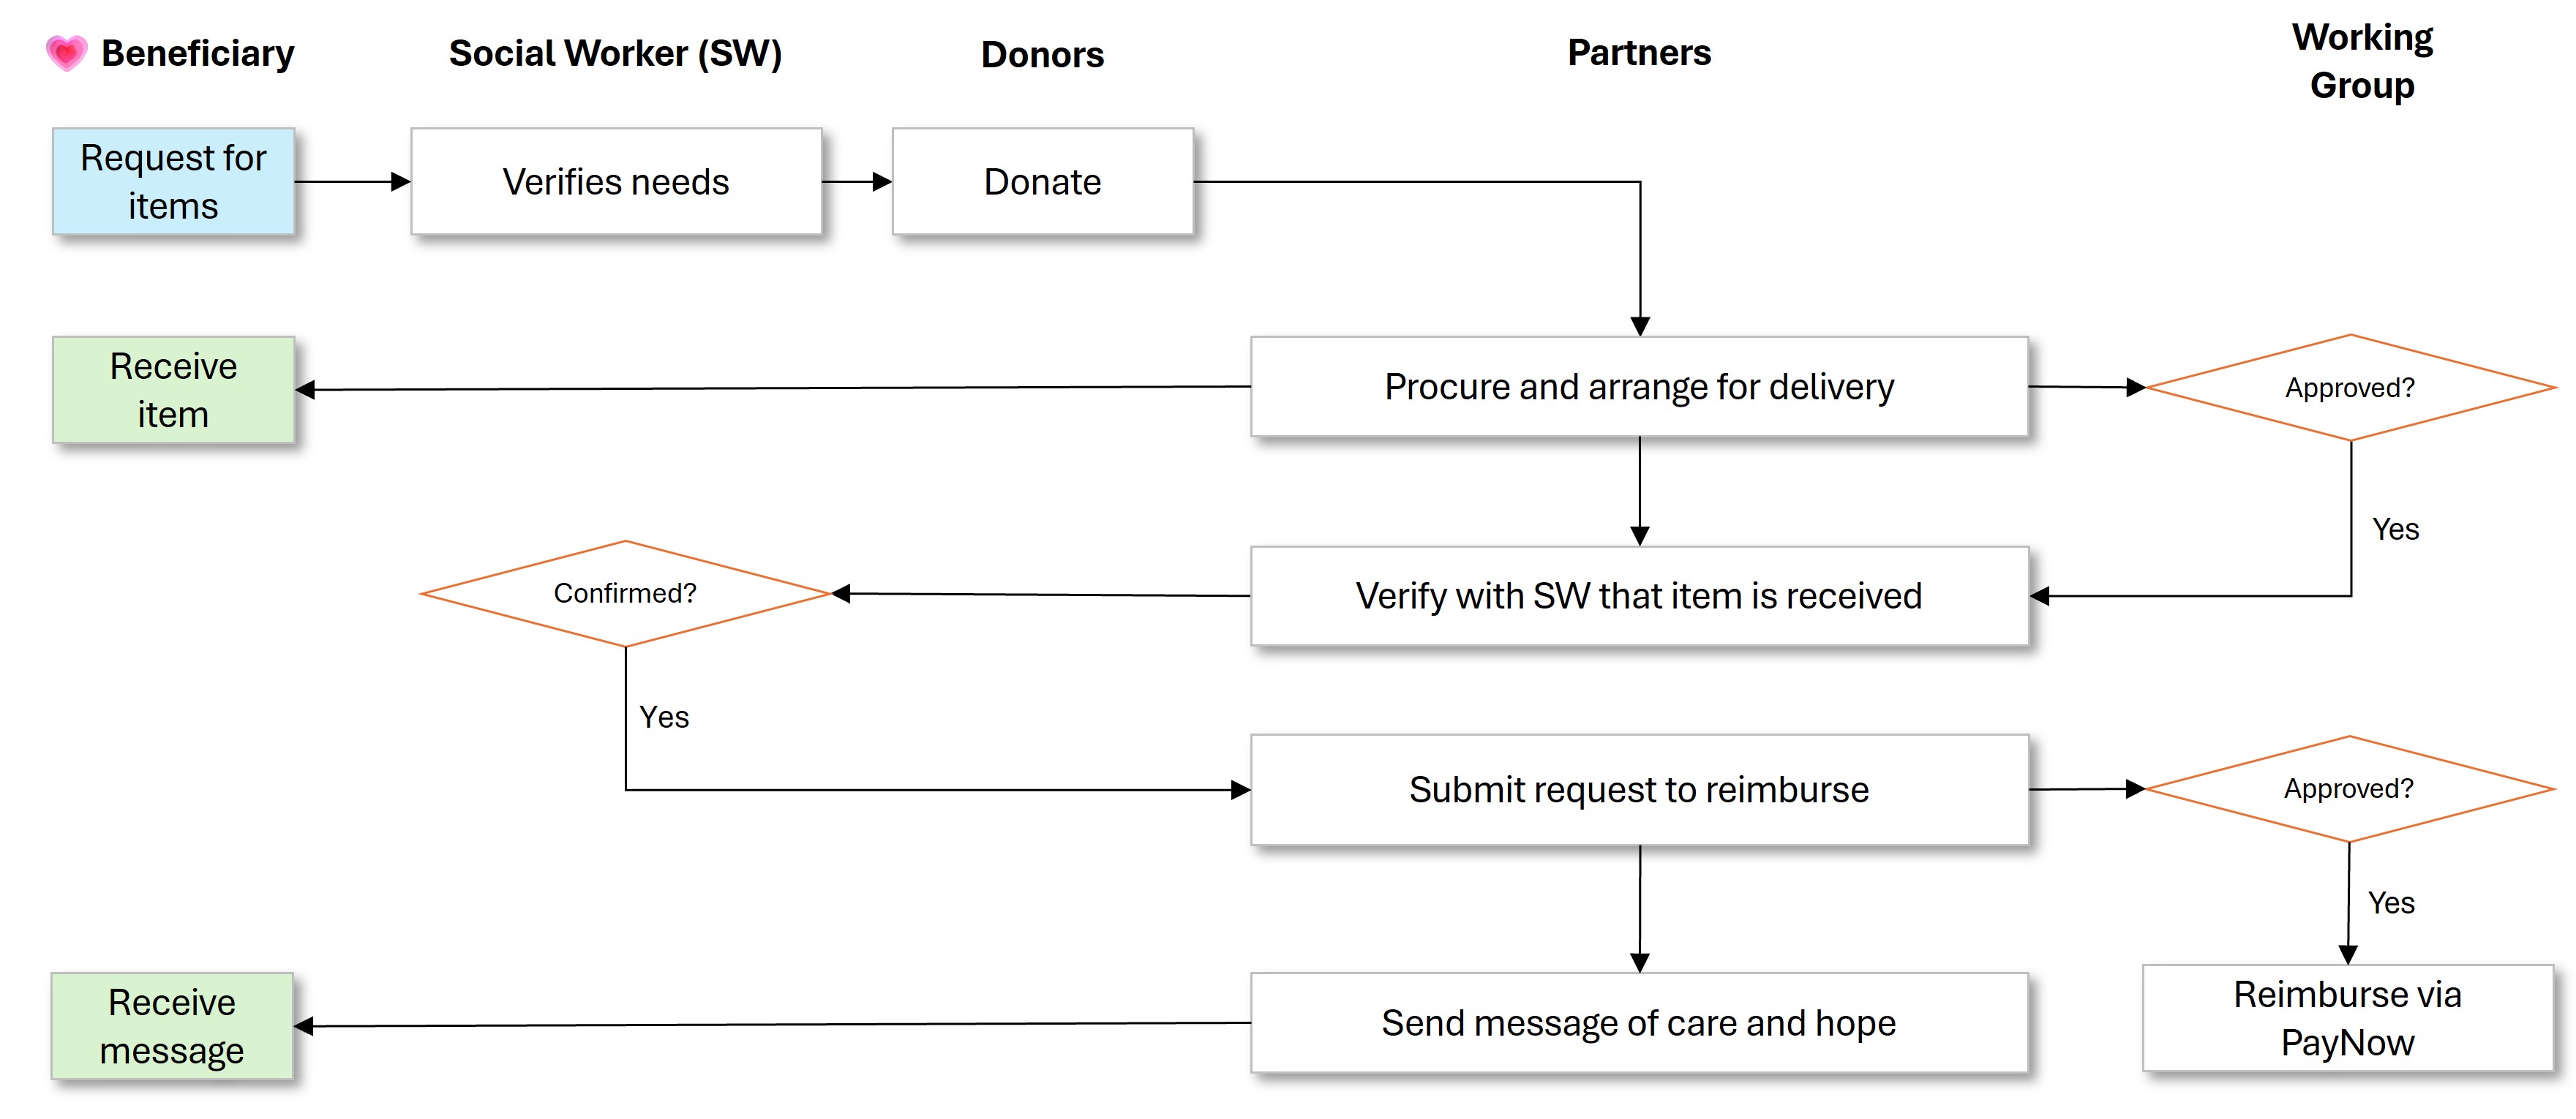 Beneficiary
Social Worker (SW)
Donors
Partners
Working
Group
Request for
items
Verifies needs
Donate
Receive
item
Procure and arrange for delivery
Approved?
Yes
Confirmed?
Verify with SW that item is received
Yes
Submit request to reimburse
Approved?
Yes
Receive
message
Send message of care and hope
Reimburse via
PayNow